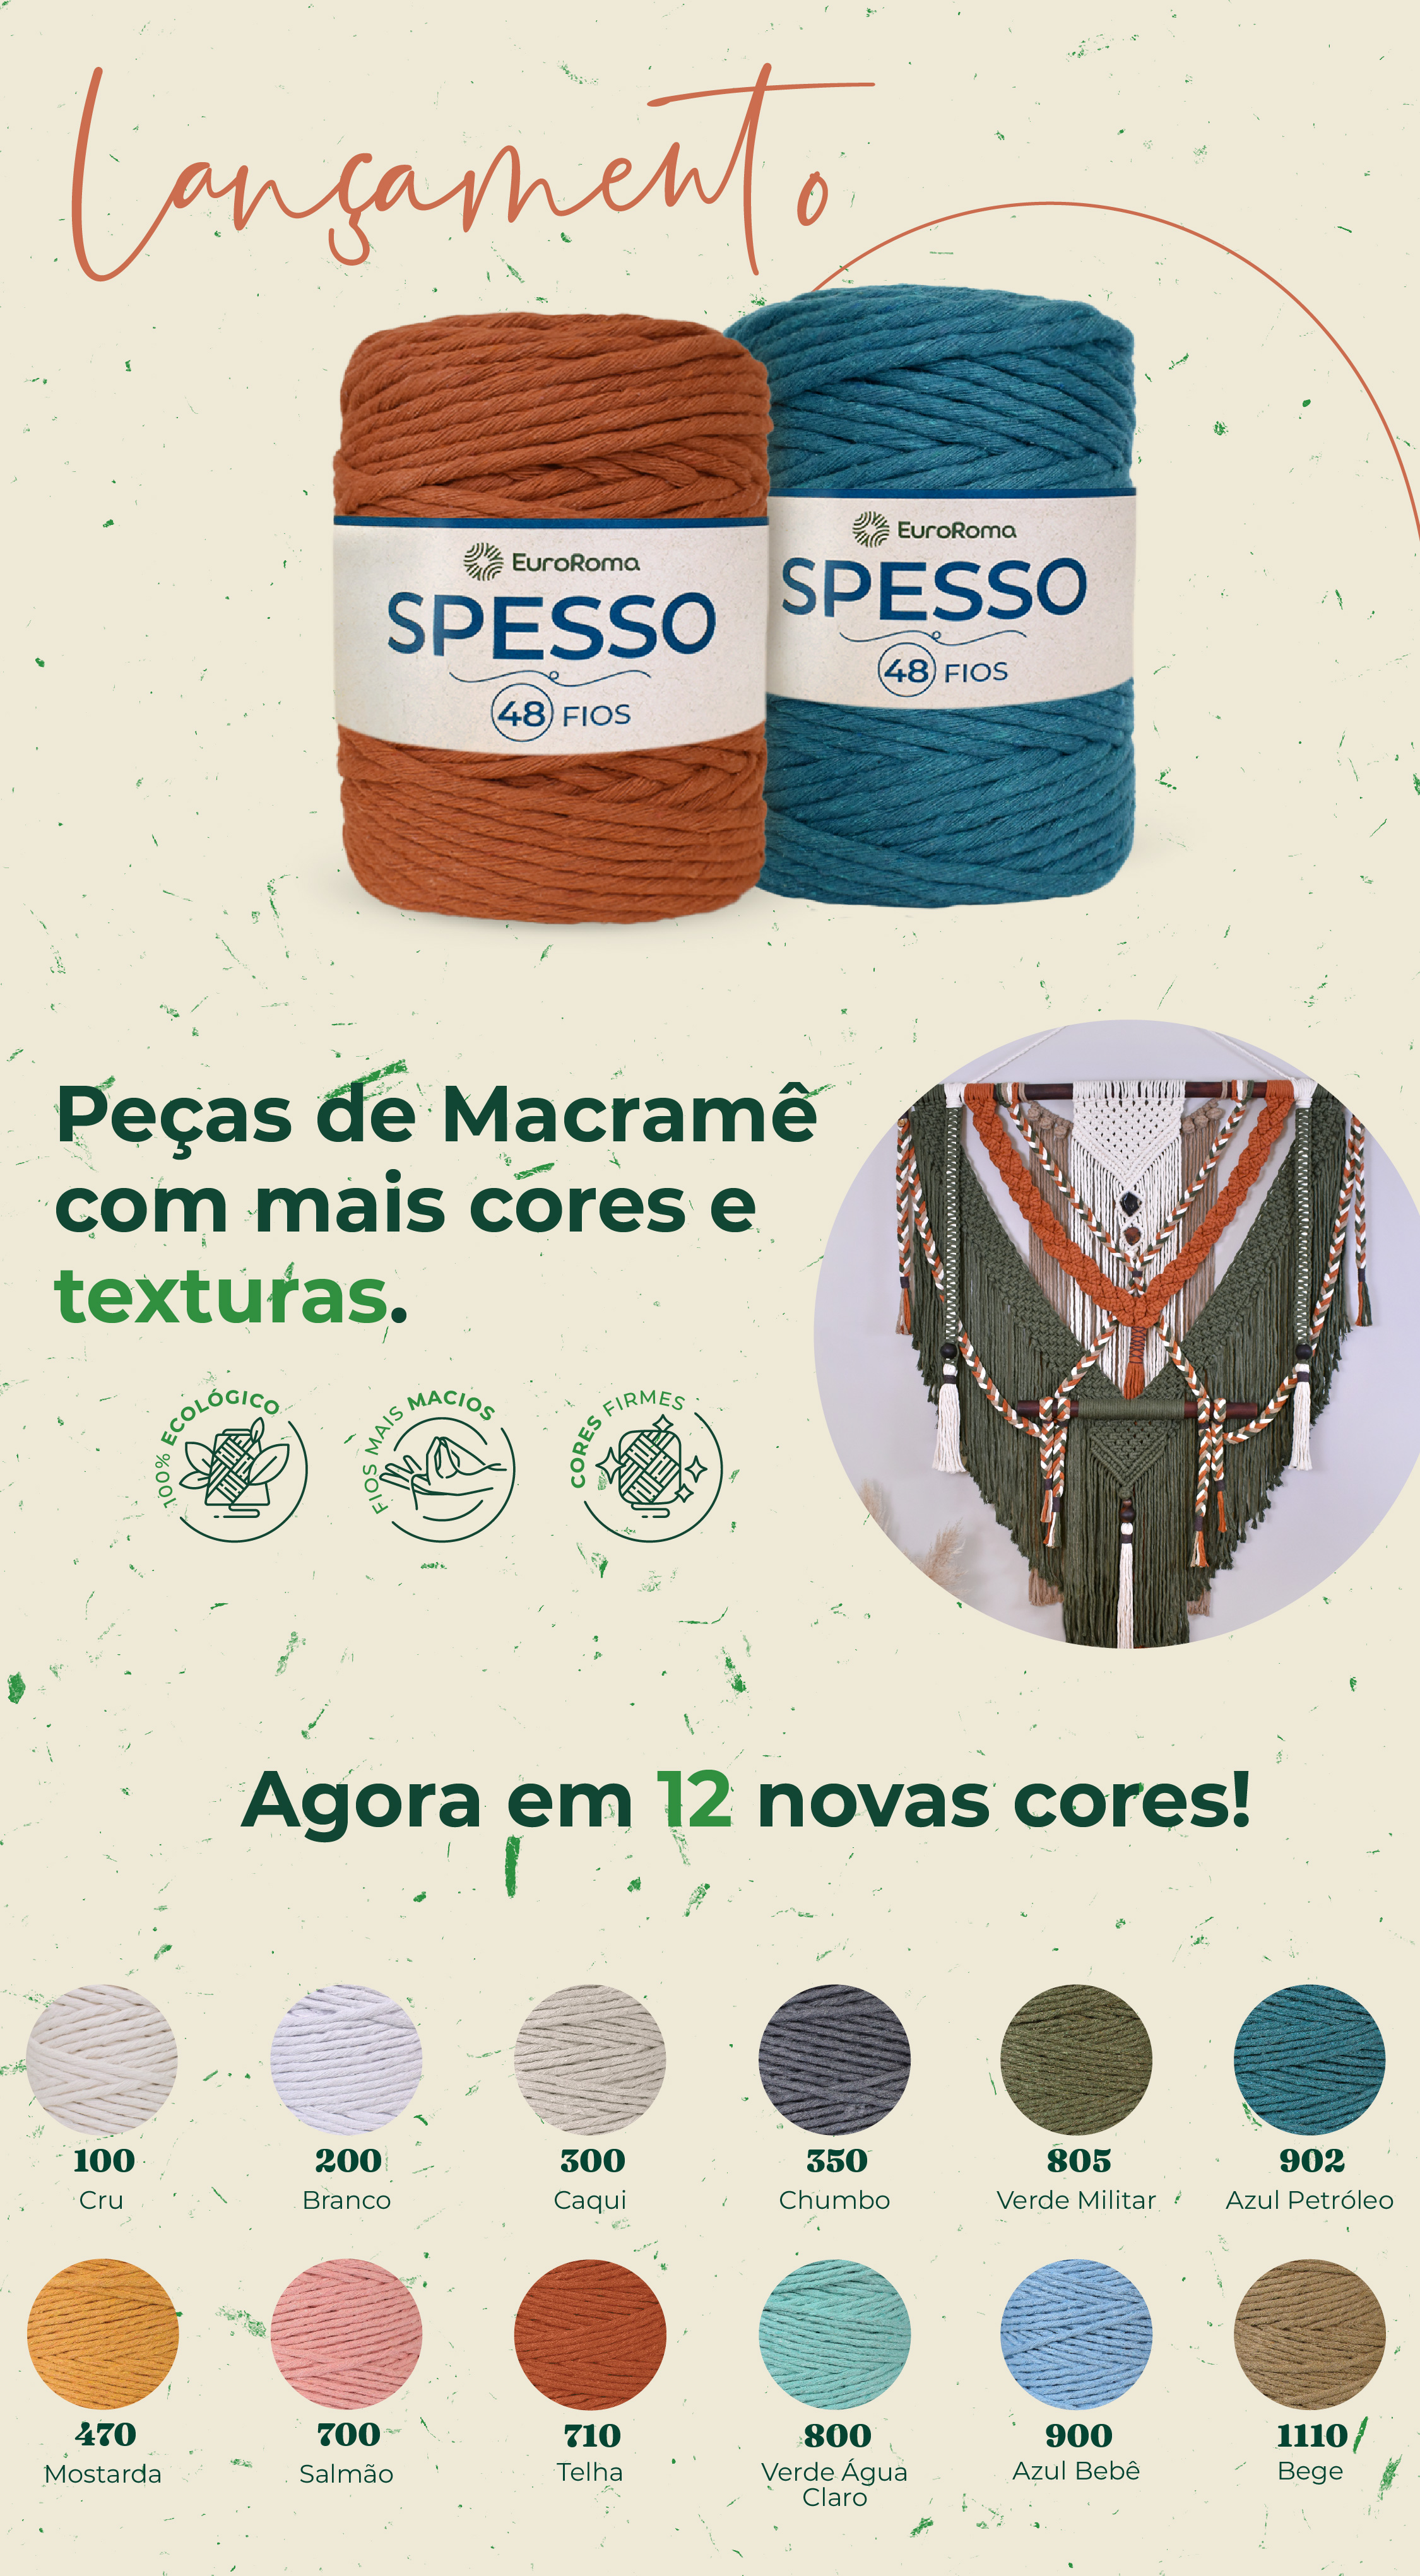 Lançamento
EuroRoma
SPESSO
48 FIOS
EuroRoma
SPESSO
48 FIOS
Peças de Macramê
com mais cores e
texturas.
100% ECOLÓGICO
FIOS MAIS MACIOS
CORES FIRMES
Agora em 12 novas cores!
100
Cru
200
Branco
300
Caqui
350
Chumbo
805
Verde Militar
902
Azul Petróleo
470
Mostarda
700
Salmão
710
Telha
800
Verde Água
Claro
900
Azul Bebê
1110
Bege